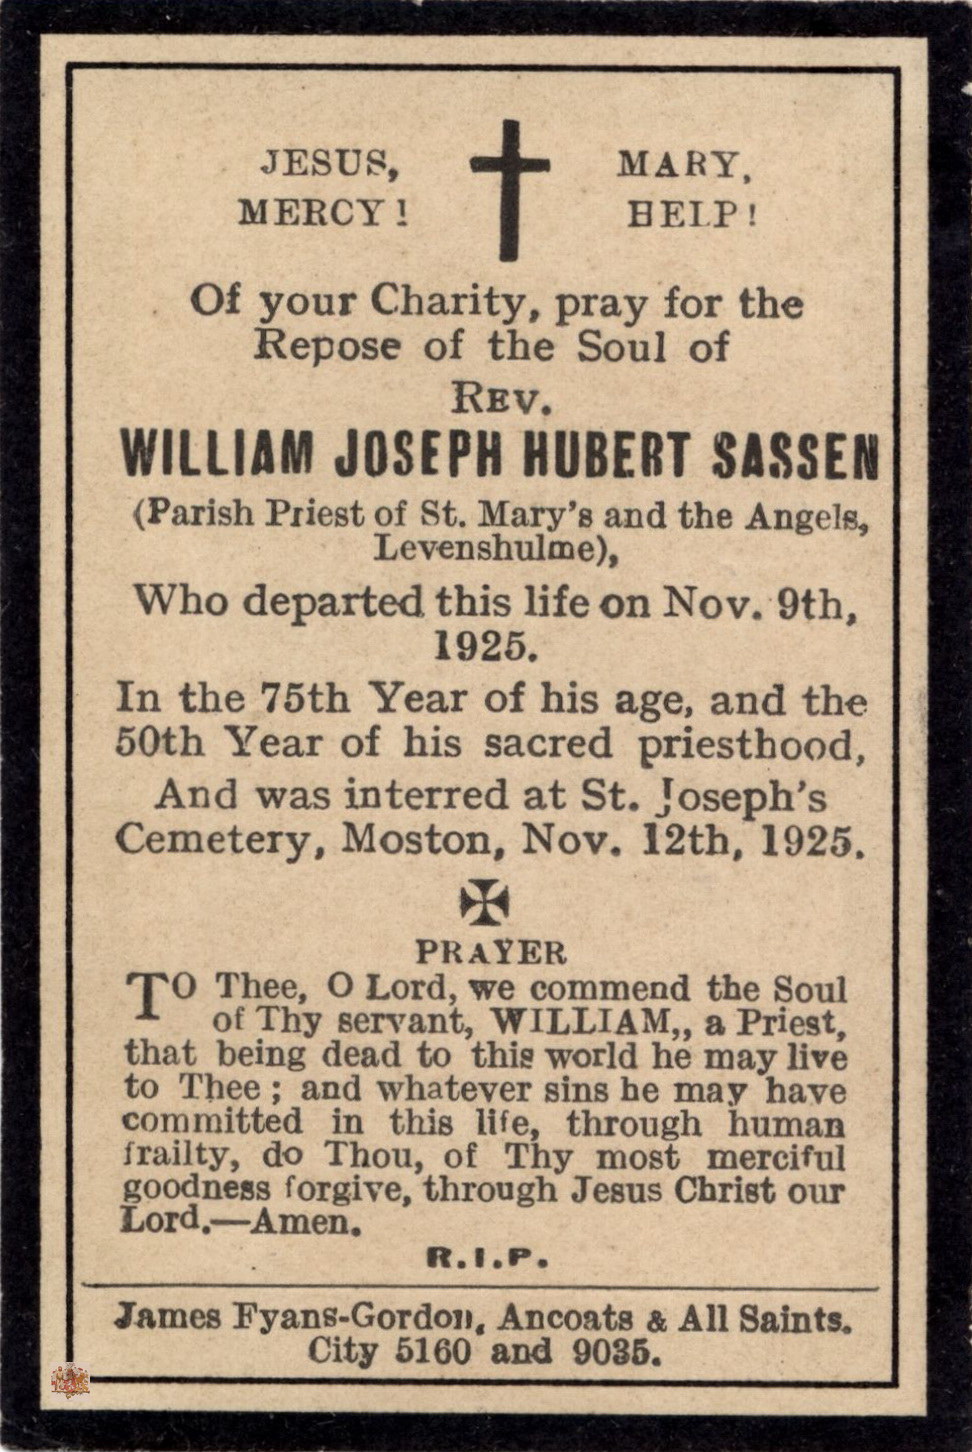 JESUS, MERCY!
MARY, HELP!
Of your Charity, pray for the
Repose of the Soul of
REV.
WILLIAM JOSEPH HUBERT SASSEN
(Parish Priest of St. Mary's and the Angels,
Levenshulme),
Who departed this life on Nov. 9th,
1925.
In the 75th Year of his age, and the
50th Year of his sacred priesthood,
And was interred at St. Joseph's
Cemetery, Moston, Nov. 12th, 1925.
PRAYER
TO Thee, O Lord, we commend the Soul
of Thy servant, WILLIAM,, a Priest,
that being dead to this world he may live
to Thee; and whatever sins he may have
committed in this life, through human
frailty, do Thou, of Thy most merciful
goodness forgive, through Jesus Christ our
Lord.—Amen.
R.I.P.
James Fyans-Gordon, Ancoats & All Saints.
City 5160 and 9035.